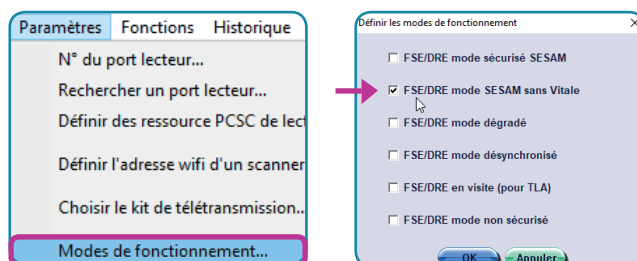 Paramètres Fonctions Historique
N° du port lecteur...
Rechercher un port lecteur...
Définir des ressource PCSC de lect
Définir l'adresse wifi d'un scanner
Choisir le kit de télétransmission..
Modes de fonctionnement...
Définir les modes de fonctionnement
FSE/DRE mode sécurisé SESAM
FSE/DRE mode SESAM sans Vitale
FSE/DRE mode dégradé
FSE/DRE mode désynchronisé
FSE/DRE en visite (pour TLA)
FSE/DRE mode non sécurisé
OK Annuler